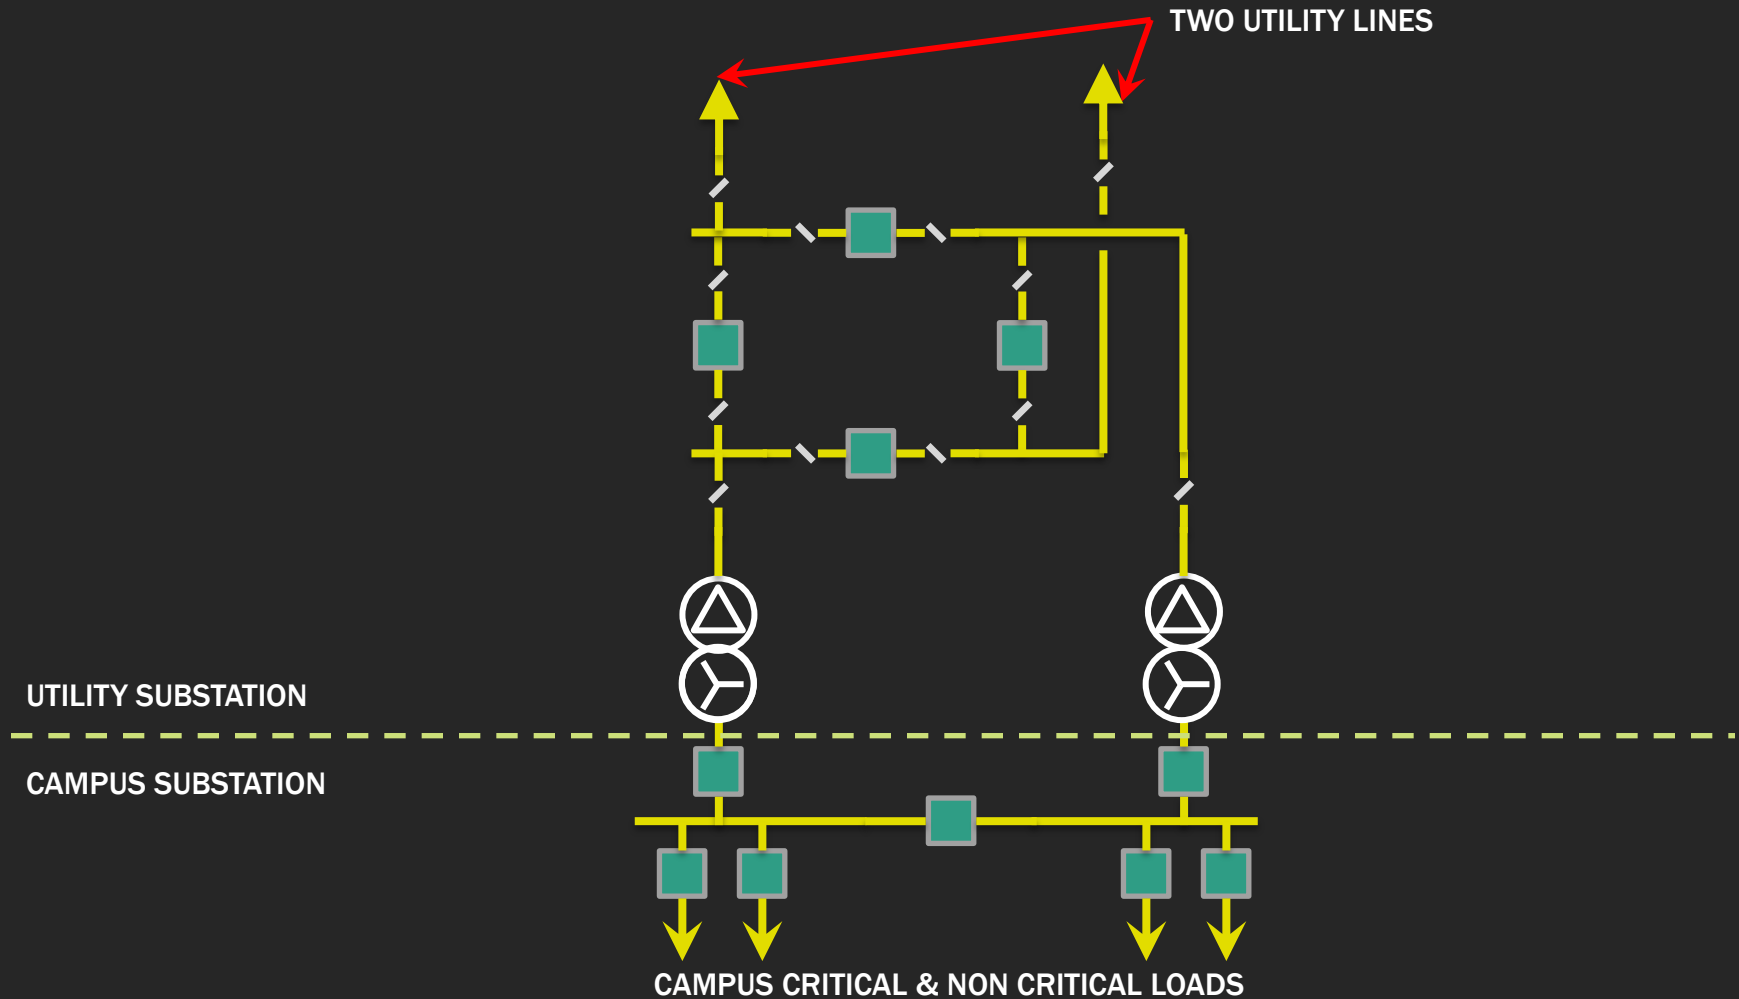 TWO UTILITY LINES
UTILITY SUBSTATION
CAMPUS SUBSTATION
CAMPUS CRITICAL & NON CRITICAL LOADS